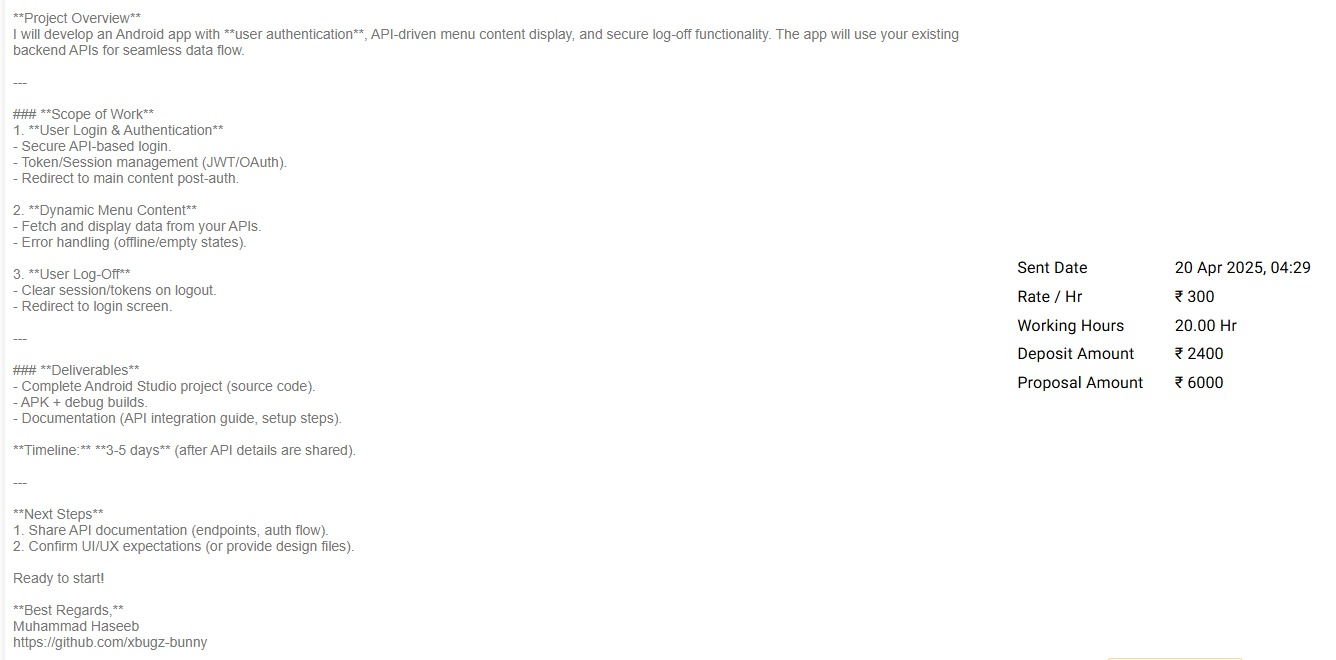 **Project Overview**
I will develop an Android app with **user authentication**, API-driven menu content display, and secure log-off functionality. The app will use your existing
backend APIs for seamless data flow.
---
### **Scope of Work**
1. **User Login & Authentication**
- Secure API-based login.
- Token/Session management (JWT/OAuth).
- Redirect to main content post-auth.
2. **Dynamic Menu Content**
- Fetch and display data from your APIs.
- Error handling (offline/empty states).
3. **User Log-Off**
- Clear session/tokens on logout.
- Redirect to login screen.
---
### **Deliverables**
- Complete Android Studio project (source code).
- APK + debug builds.
- Documentation (API integration guide, setup steps).
**Timeline:** **3-5 days** (after API details are shared).
---
**Next Steps**
1. Share API documentation (endpoints, auth flow).
2. Confirm UI/UX expectations (or provide design files).
Ready to start!
**Best Regards,**
Muhammad Haseeb
https://github.com/xbugz-bunny
Sent Date 20 Apr 2025, 04:29
Rate / Hr ₹ 300
Working Hours 20.00 Hr
Deposit Amount ₹ 2400
Proposal Amount ₹ 6000